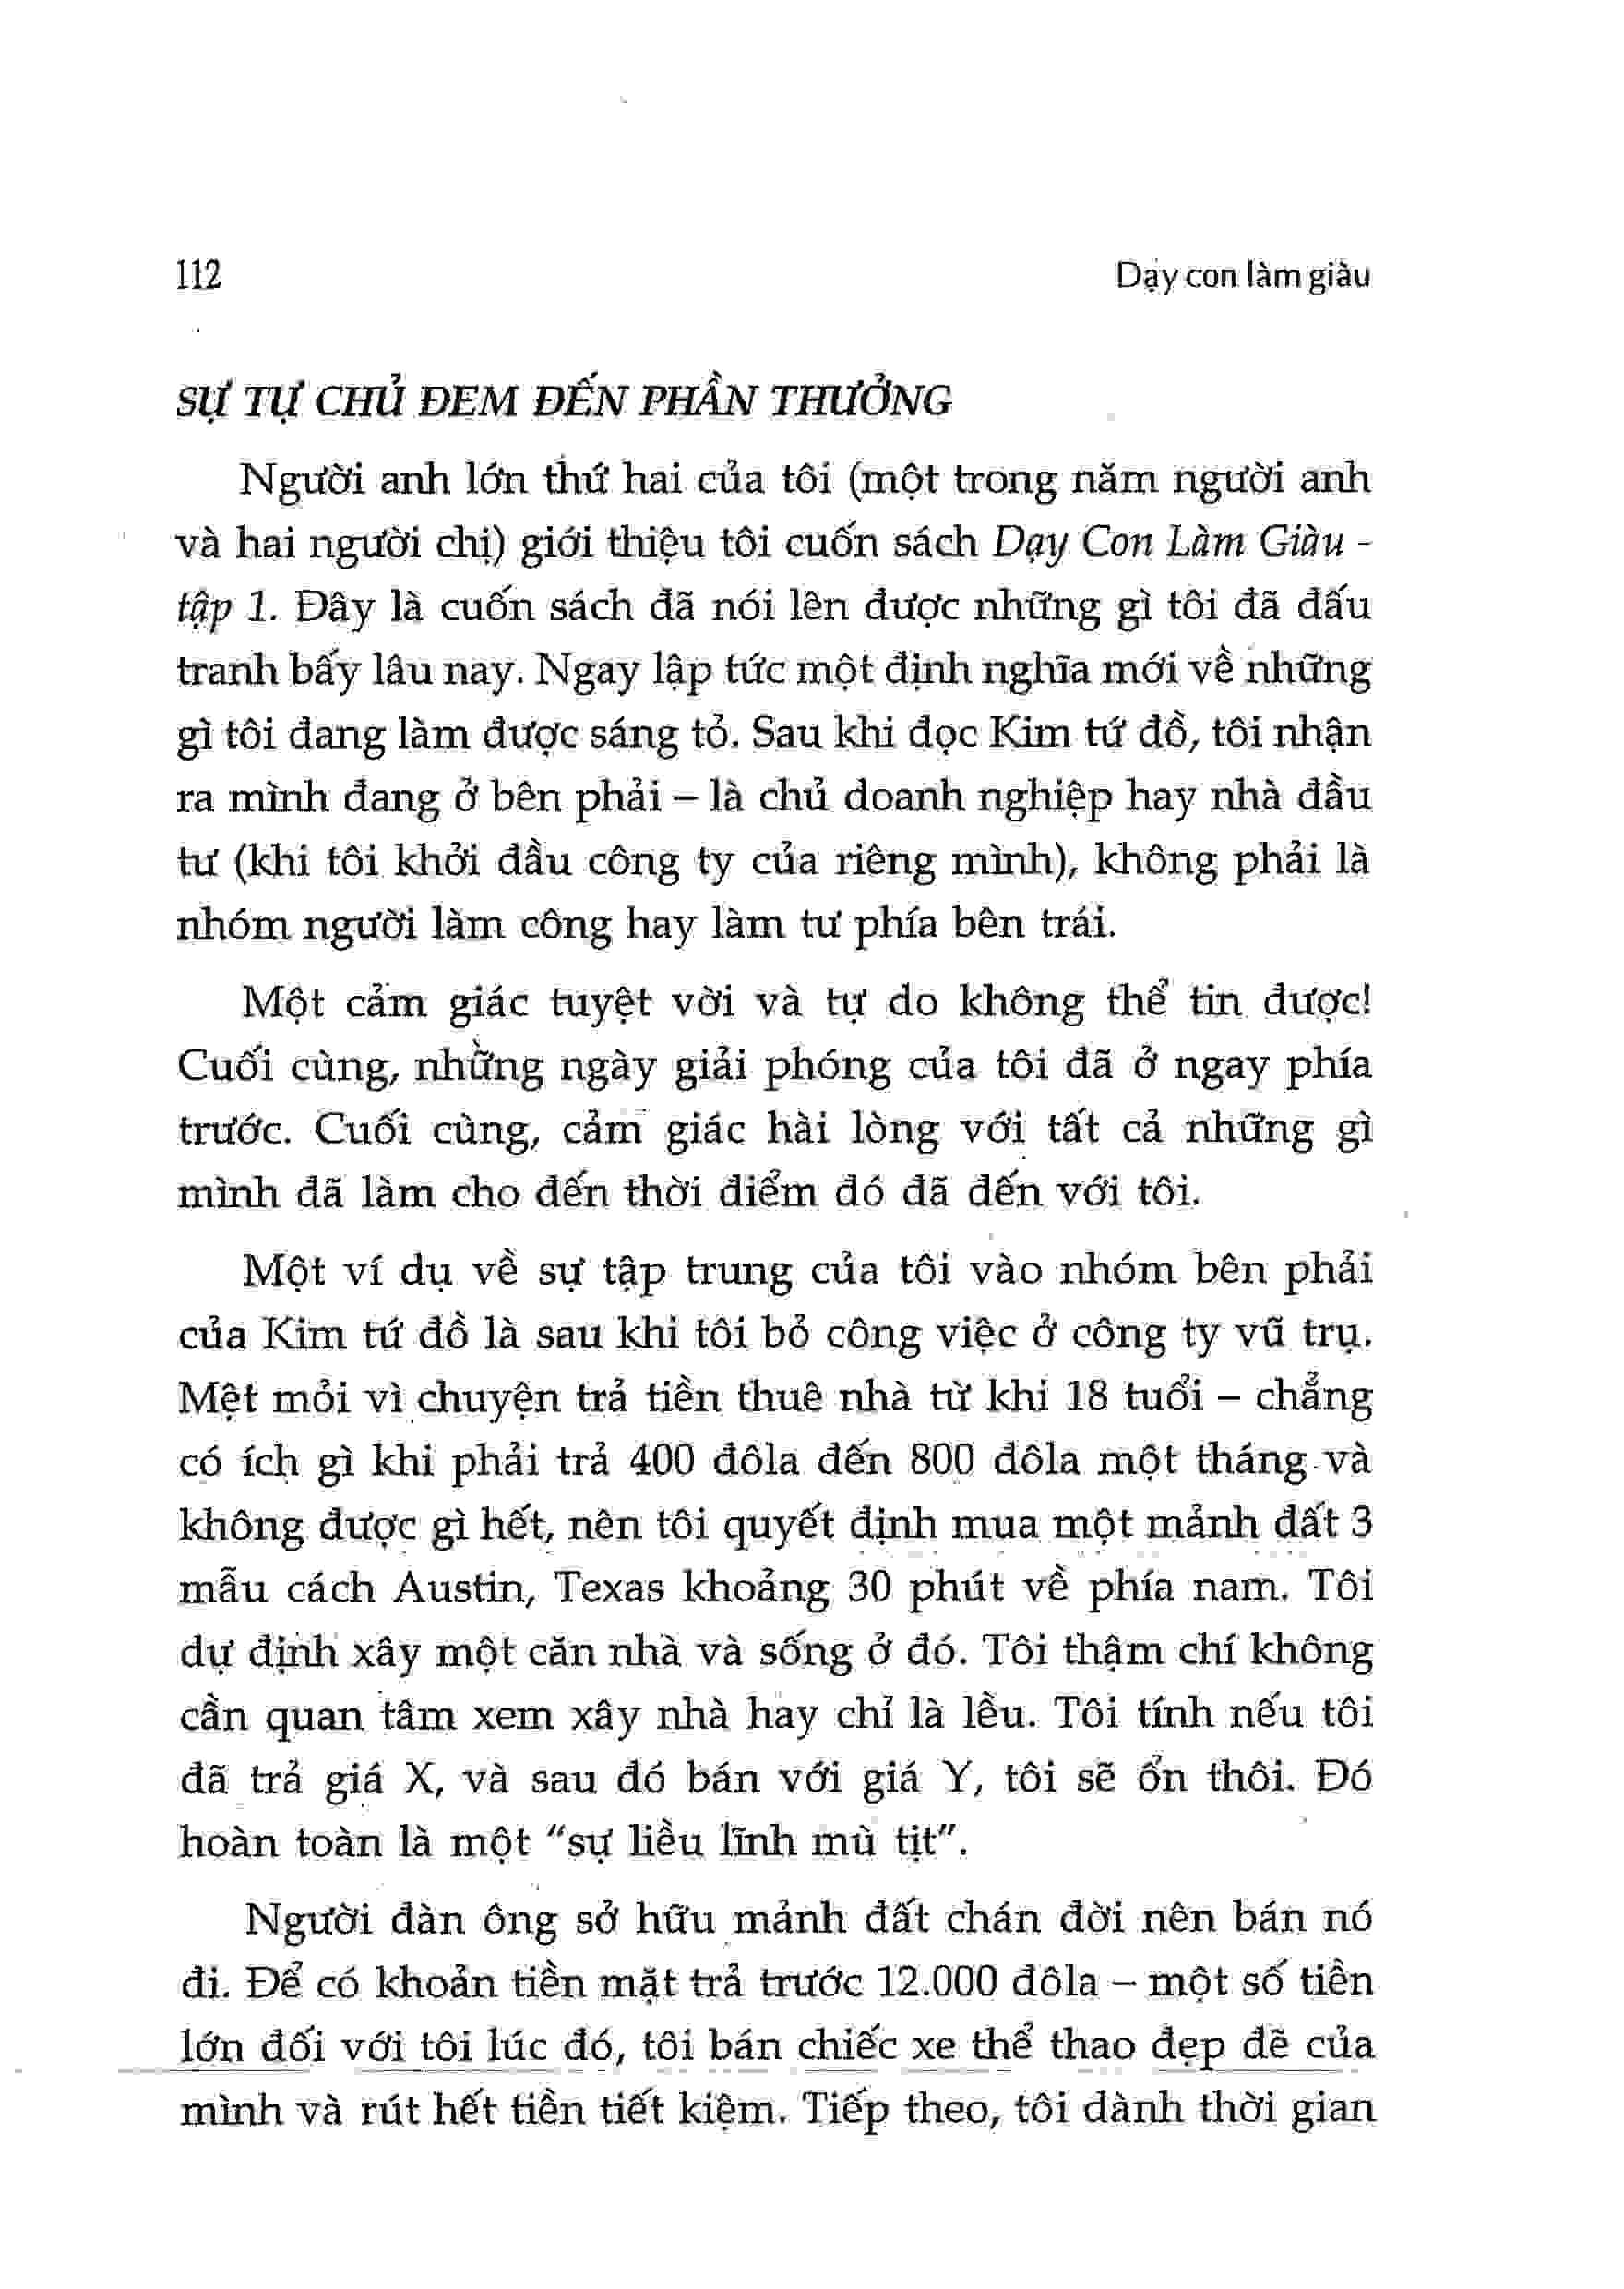 112
Dạy con làm giàu
SỰ TỰ CHỦ ĐEM ĐẾN PHẦN THƯỞNG
Người anh lớn thứ hai của tôi (một trong năm người anh
và hai người chị) giới thiệu tôi cuốn sách Dạy Con Làm Giàu -
tập 1. Đây là cuốn sách đã nói lên được những gì tôi đã đấu
tranh bấy lâu nay. Ngay lập tức một định nghĩa mới về những
gì tôi đang làm được sáng tỏ. Sau khi đọc Kim tứ đồ, tôi nhận
ra mình đang ở bên phải – là chủ doanh nghiệp hay nhà đầu
tư (khi tôi khởi đầu công ty của riêng mình), không phải là
nhóm người làm công hay làm tư phía bên trái.
Một cảm giác tuyệt vời và tự do không thể tin được!
Cuối cùng, những ngày giải phóng của tôi đã ở ngay phía
trước. Cuối cùng, cảm giác hài lòng với tất cả những gì
mình đã làm cho đến thời điểm đó đã đến với tôi.
Một ví dụ về sự tập trung của tôi vào nhóm bên phải
của Kim tứ đồ là sau khi tôi bỏ công việc ở công ty vũ trụ.
Mệt mỏi vì chuyện trả tiền thuê nhà từ khi 18 tuổi – chẳng
có ích gì khi phải trả 400 đôla đến 800 đôla một tháng và
không được gì hết, nên tôi quyết định mua một mảnh đất 3
mẫu cách Austin, Texas khoảng 30 phút về phía nam. Tôi
dự định xây một căn nhà và sống ở đó. Tôi thậm chí không
cần quan tâm xem xây nhà hay chỉ là lều. Tôi tính nếu tôi
đã trả giá X, và sau đó bán với giá Y, tôi sẽ ổn thôi. Đó
hoàn toàn là một “sự liều lĩnh mù tịt”.
Người đàn ông sở hữu mảnh đất chán đời nên bán nó
đi. Để có khoản tiền mặt trả trước 12.000 đôla – một số tiền
lớn đối với tôi lúc đó, tôi bán chiếc xe thể thao đẹp đẽ của
mình và rút hết tiền tiết kiệm. Tiếp theo, tôi dành thời gian